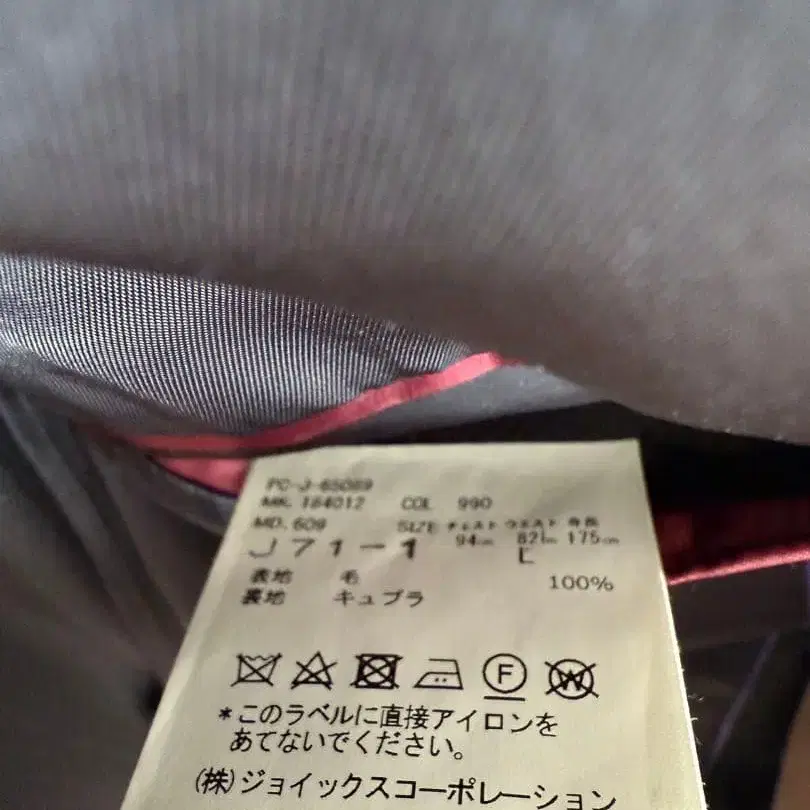 PC-J-65089
MK. 184012 COL 990
MD. 609 SIZE チェスト ウエスト 身長
J71-1 94cm 82cm 175cm
L
表地 毛 100%
裏地 キュプラ
F W
*このラベルに直接アイロンを
あてないでください。
(株)ジョイックスコーポレーション